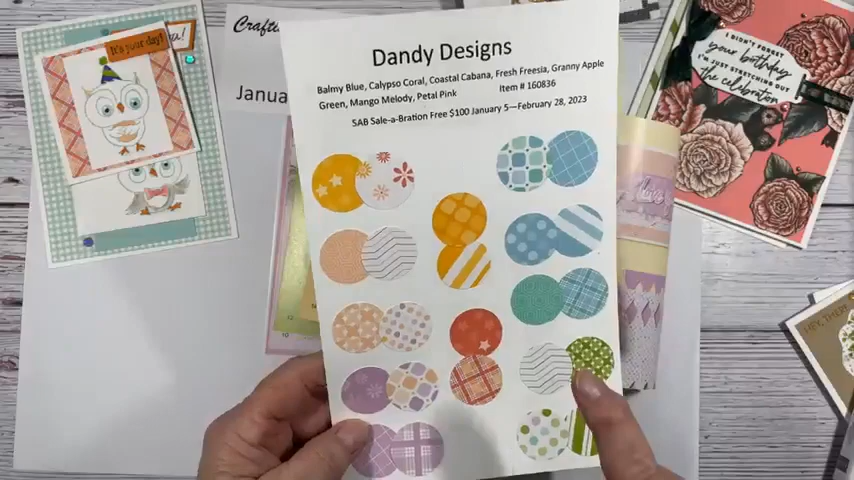 It's your day!
Crafti
Janua
Dandy Designs
Balmy Blue, Calypso Coral, Coastal Cabana, Fresh Freesia, Granny Apple
Green, Mango Melody, Petal Pink
Item # 160836
SAB Sale-a-Bration Free $100 January 5—February 28, 2023
I DIDN'T FORGET
your birthday
I'M JUST STRETCHING OUT
the celebration
HEY, THERE